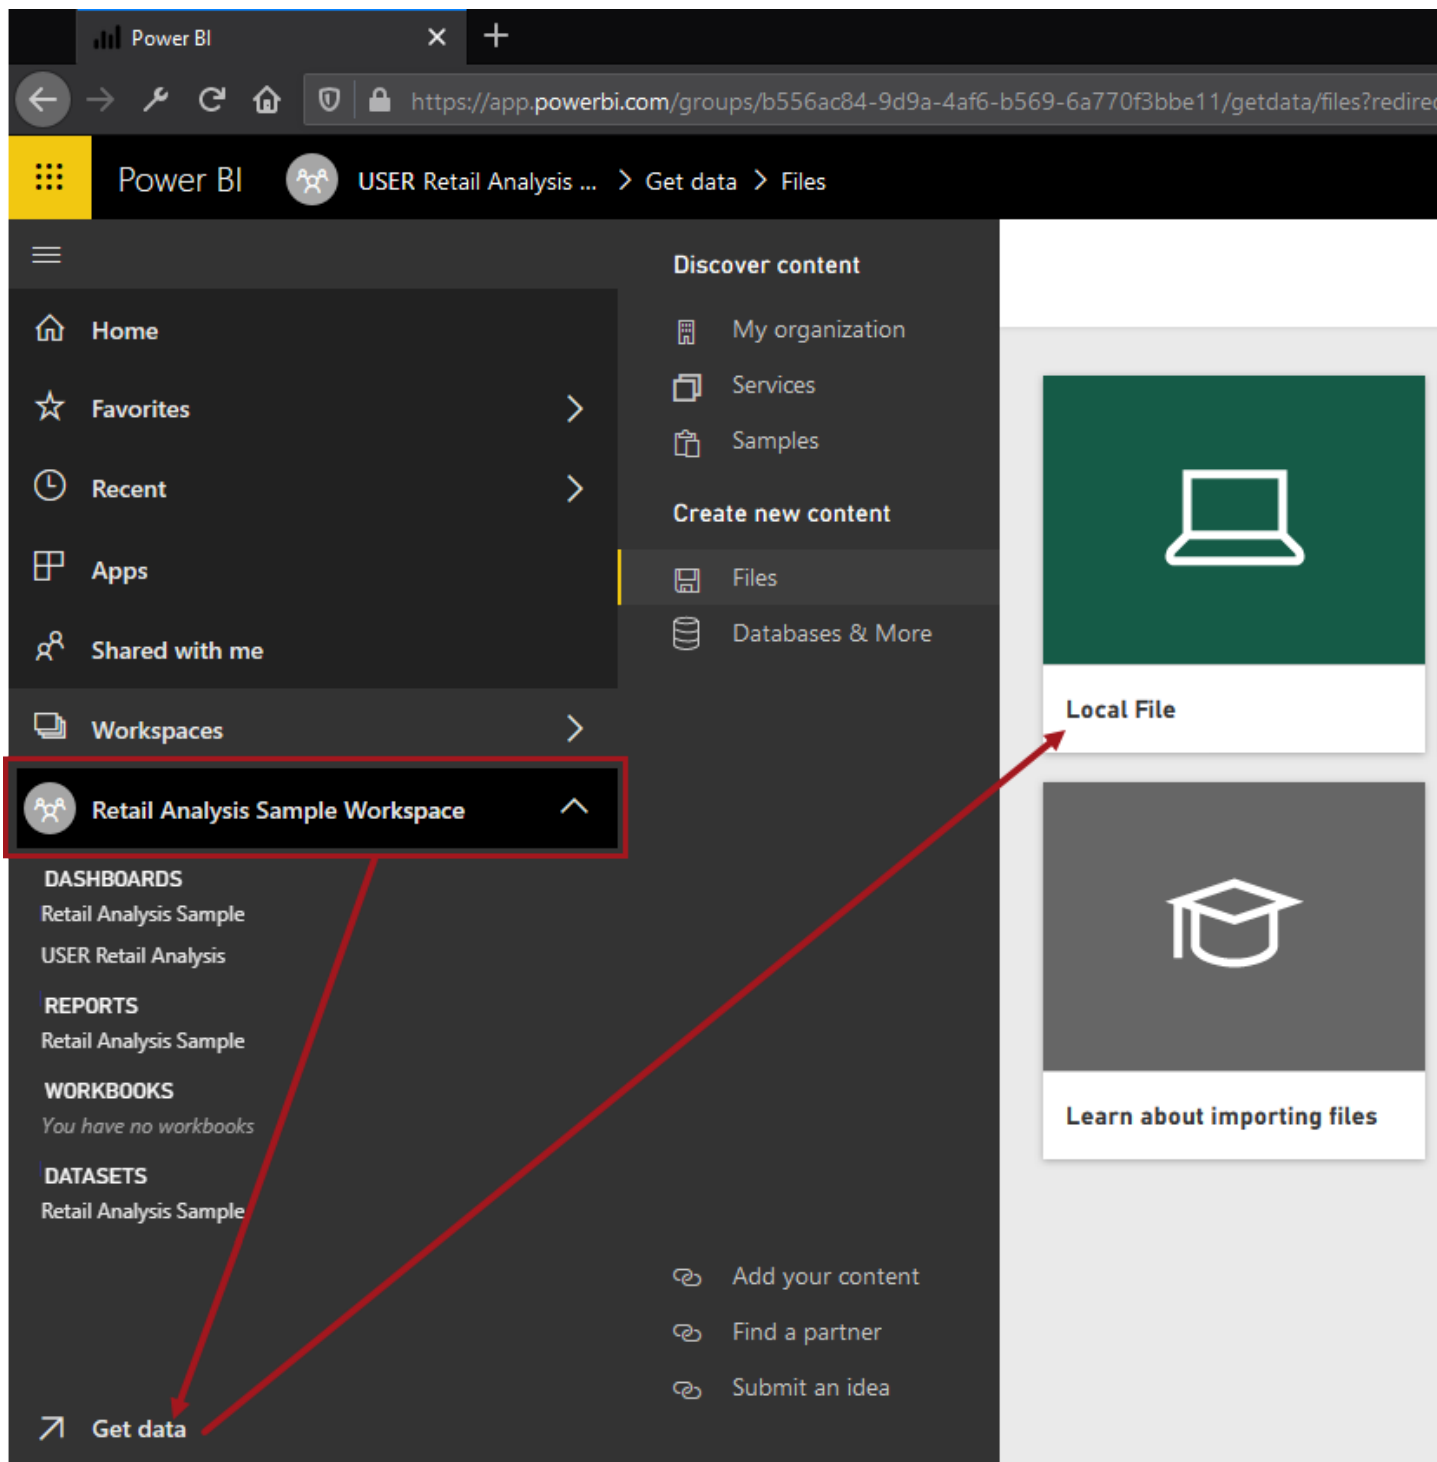 Power BI
https://app.powerbi.com/groups/b556ac84-9d9a-4af6-b569-6a770f3bbe11/getdata/files?redirec
Power BI USER Retail Analysis ... > Get data > Files
Home
Favorites
Recent
Apps
Shared with me
Workspaces
Retail Analysis Sample Workspace
DASHBOARDS
Retail Analysis Sample
USER Retail Analysis
REPORTS
Retail Analysis Sample
WORKBOOKS
You have no workbooks
DATASETS
Retail Analysis Sample
Get data
Discover content
My organization
Services
Samples
Create new content
Files
Databases & More
Add your content
Find a partner
Submit an idea
Local File
Learn about importing files